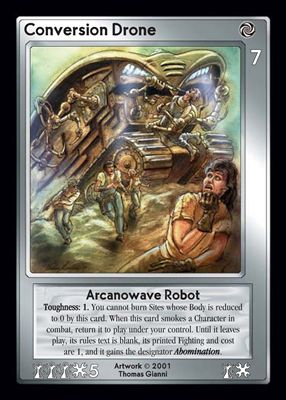 Conversion Drone
7
Arcanowave Robot
Toughness: 1. You cannot burn Sites whose Body is reduced
to 0 by this card. When this card smokes a Character in
combat, return it to play under your control. Until it leaves
play, its rules text is blank, its printed Fighting and cost
are 1, and it gains the designator Abomination.
5
Artwork © 2001
Thomas Gianni